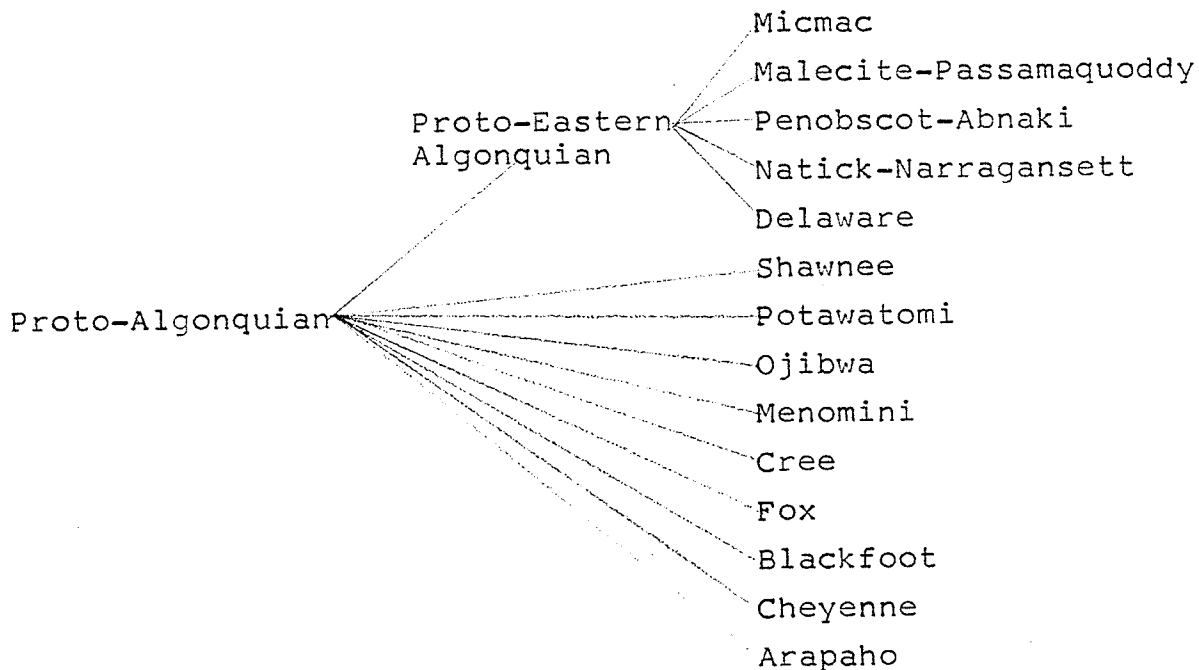 Micmac
Malecite-Passamaquoddy
Proto-Eastern
Algonquian
Penobscot-Abnaki
Natick-Narragansett
Delaware
Shawnee
Proto-Algonquian
Potawatomi
Ojibwa
Menomini
Cree
Fox
Blackfoot
Cheyenne
Arapaho